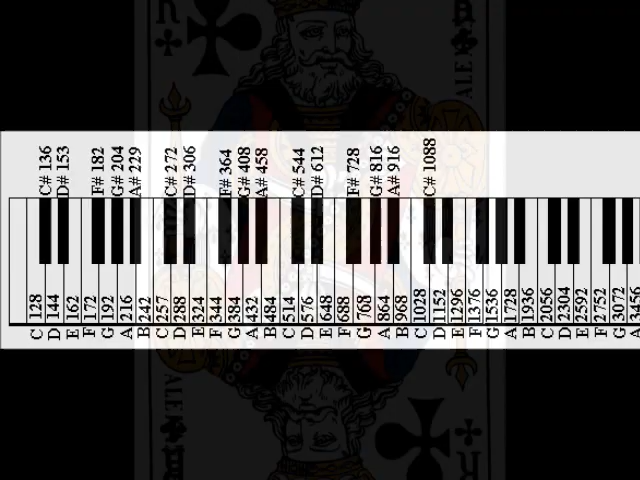 C# 136
D# 153
F# 182
G# 204
A# 229
C# 272
D# 306
F# 364
G# 408
A# 458
C# 544
D# 612
F# 728
G# 816
A# 916
C# 1088
C 128
D 144
E 162
F 172
G 192
A 216
B 242
C 257
D 288
E 324
F 344
G 384
A 432
B 484
C 514
D 576
E 648
F 688
G 768
A 864
B 968
C 1028
D 1152
E 1296
F 1376
G 1536
A 1728
B 1936
C 2056
D 2304
E 2592
F 2752
G 3072
A 3456
ALE
ALE